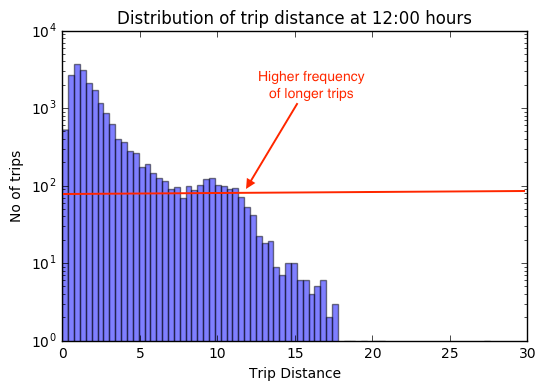 Distribution of trip distance at 12:00 hours
10^4
10^3
10^2
10^1
10^0
No of trips
Higher frequency
of longer trips
0 5 10 15 20 25 30
Trip Distance